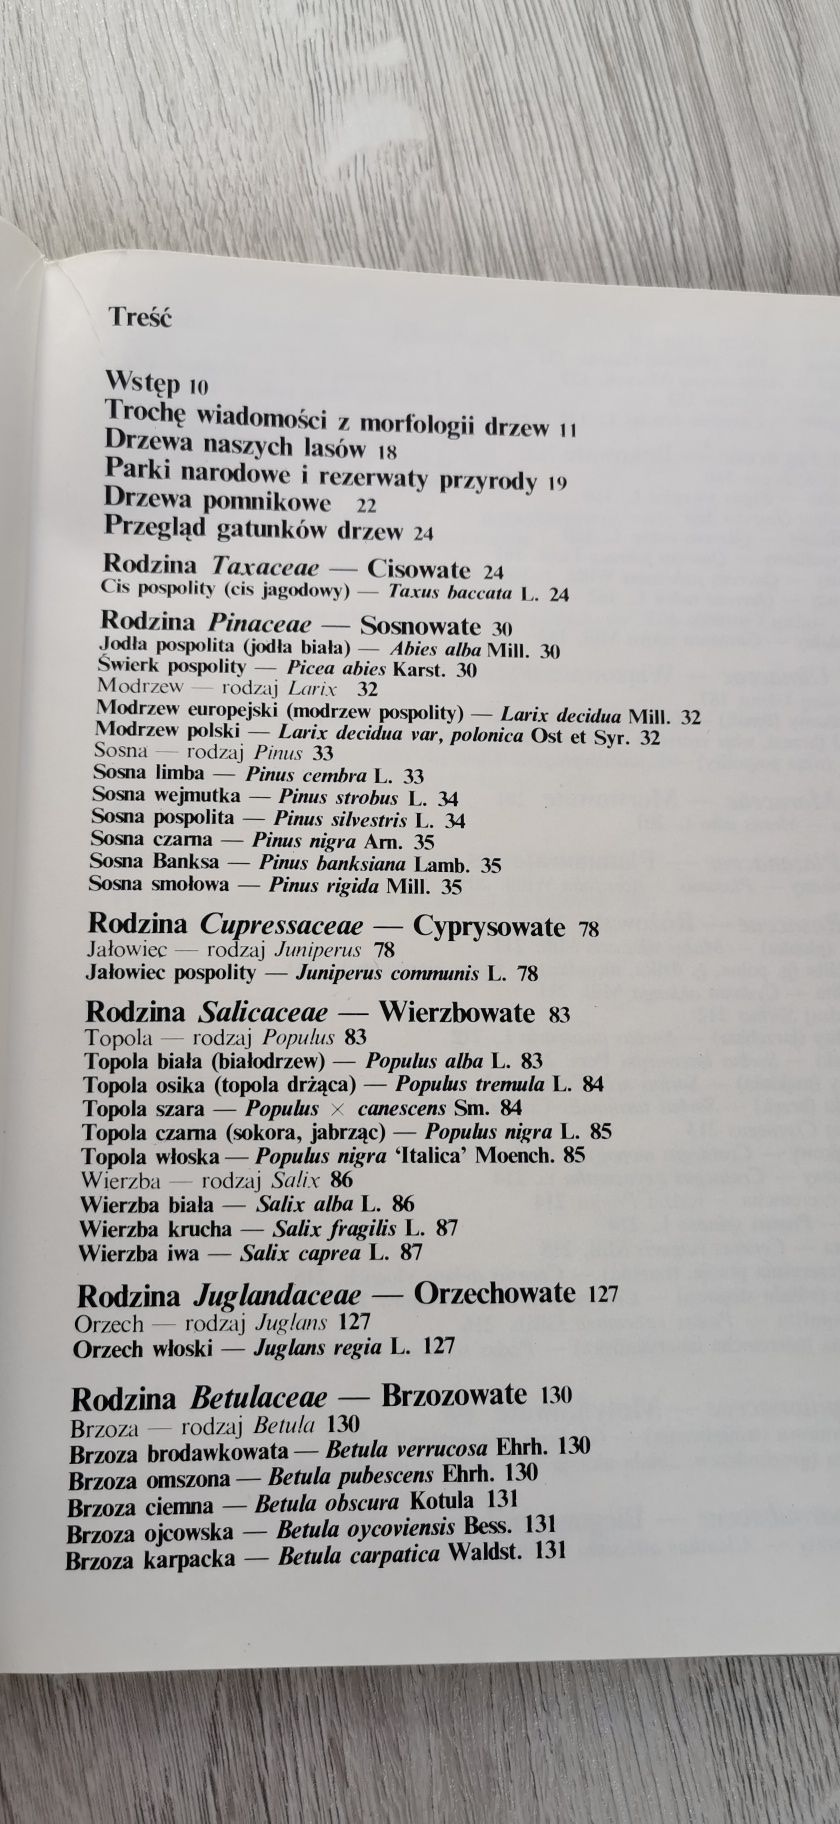 Treść
Wstęp 10
Trochę wiadomości z morfologii drzew 11
Drzewa naszych lasów 18
Parki narodowe i rezerwaty przyrody 19
Drzewa pomnikowe 22
Przegląd gatunków drzew 24
Rodzina Taxaceae — Cisowate 24
Cis pospolity (cis jagodowy) — Taxus baccata L. 24
Rodzina Pinaceae — Sosnowate 30
Jodła pospolita (jodła biała) — Abies alba Mill. 30
Świerk pospolity — Picea abies Karst. 30
Modrzew — rodzaj Larix 32
Modrzew europejski (modrzew pospolity) — Larix decidua Mill. 32
Modrzew polski — Larix decidua var, polonica Ost et Syr. 32
Sosna — rodzaj Pinus 33
Sosna limba — Pinus cembra L. 33
Sosna wejmutka — Pinus strobus L. 34
Sosna pospolita — Pinus silvestris L. 34
Sosna czarna — Pinus nigra Arn. 35
Sosna Banksa — Pinus banksiana Lamb. 35
Sosna smołowa — Pinus rigida Mill. 35
Rodzina Cupressaceae — Cyprysowate 78
Jałowiec — rodzaj Juniperus 78
Jałowiec pospolity — Juniperus communis L. 78
Rodzina Salicaceae — Wierzbowate 83
Topola — rodzaj Populus 83
Topola biała (białodrzew) — Populus alba L. 83
Topola osika (topola drżąca) — Populus tremula L. 84
Topola szara — Populus × canescens Sm. 84
Topola czarna (sokora, jabrząc) — Populus nigra L. 85
Topola włoska — Populus nigra ‘Italica’ Moench. 85
Wierzba — rodzaj Salix 86
Wierzba biała — Salix alba L. 86
Wierzba krucha — Salix fragilis L. 87
Wierzba iwa — Salix caprea L. 87
Rodzina Juglandaceae — Orzechowate 127
Orzech — rodzaj Juglans 127
Orzech włoski — Juglans regia L. 127
Rodzina Betulaceae — Brzozowate 130
Brzoza — rodzaj Betula 130
Brzoza brodawkowata — Betula verrucosa Ehrh. 130
Brzoza omszona — Betula pubescens Ehrh. 130
Brzoza ciemna — Betula obscura Kotula 131
Brzoza ojcowska — Betula oycoviensis Bess. 131
Brzoza karpacka — Betula carpatica Waldst. 131